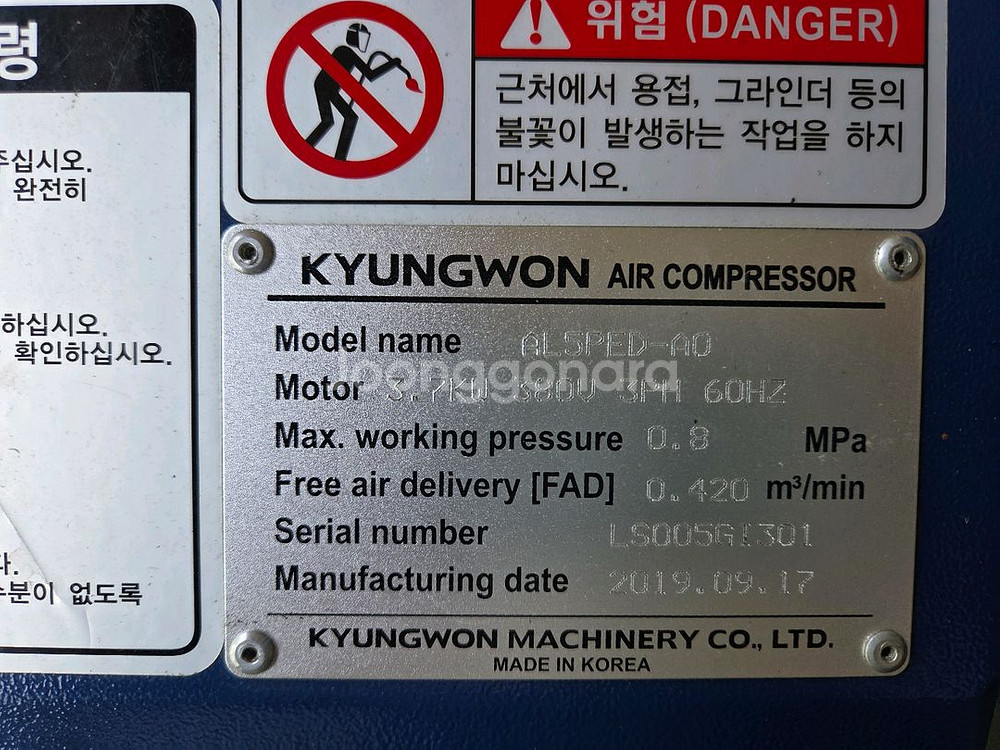 령
주십시오.
완전히
하십시오.
확인하십시오.
다.
수분이 없도록
위험 (DANGER)
근처에서 용접, 그라인더 등의
불꽃이 발생하는 작업을 하지
마십시오.
KYUNGWON AIR COMPRESSOR
Model name AL5PED-A0
Motor 3.7KW 380V 3PH 60HZ
Max. working pressure 0.8 MPa
Free air delivery [FAD] 0.420 m³/min
Serial number LS005GI301
Manufacturing date 2019.09.17
KYUNGWON MACHINERY CO., LTD.
MADE IN KOREA
joonggonara